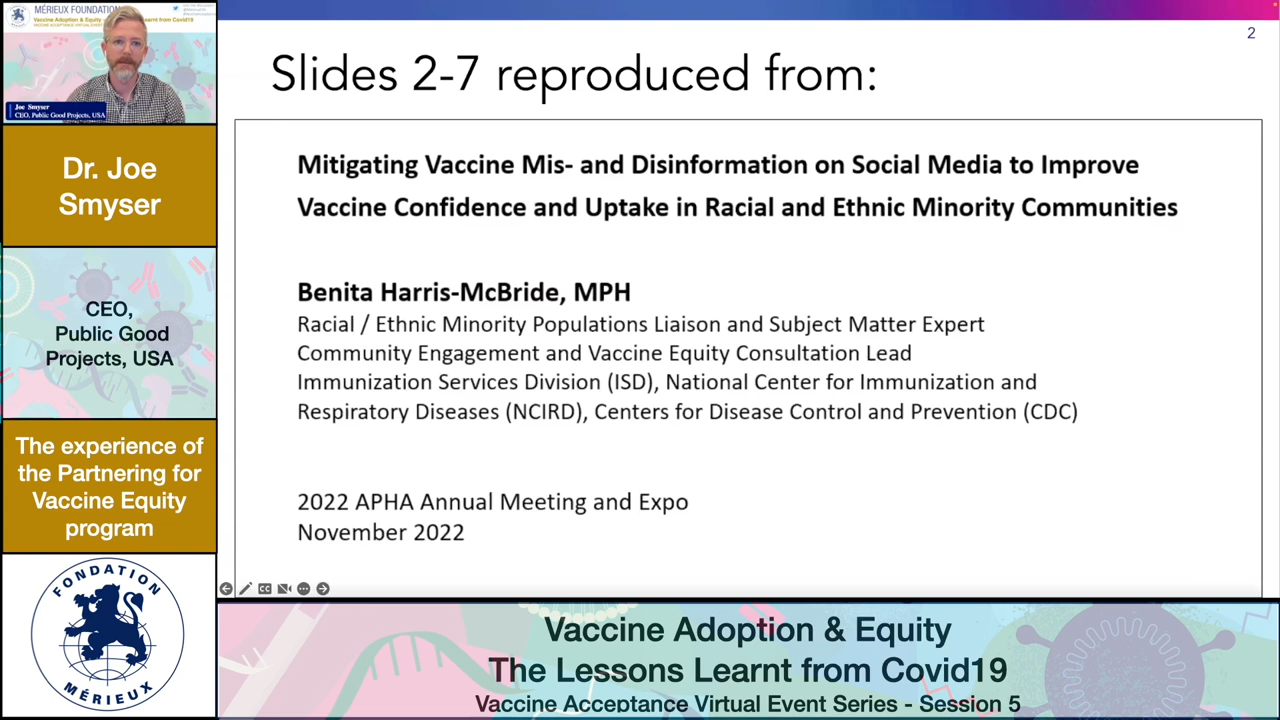 MÉRIEUX FOUNDATION
Vaccine Adoption & Equity
Learnt from Covid19
VACCINE ACCEPTANCE VIRTUAL EVENT
Joe Smyser
CEO, Public Good Projects, USA
Dr. Joe
Smyser
CEO,
Public Good
Projects, USA
The experience of
the Partnering for
Vaccine Equity
program
FONDATION
MÉRIEUX
2
Slides 2-7 reproduced from:
Mitigating Vaccine Mis- and Disinformation on Social Media to Improve
Vaccine Confidence and Uptake in Racial and Ethnic Minority Communities
Benita Harris-McBride, MPH
Racial / Ethnic Minority Populations Liaison and Subject Matter Expert
Community Engagement and Vaccine Equity Consultation Lead
Immunization Services Division (ISD), National Center for Immunization and
Respiratory Diseases (NCIRD), Centers for Disease Control and Prevention (CDC)
2022 APHA Annual Meeting and Expo
November 2022
CC
Vaccine Adoption & Equity
The Lessons Learnt from Covid19
Vaccine Acceptance Virtual Event Series - Session 5